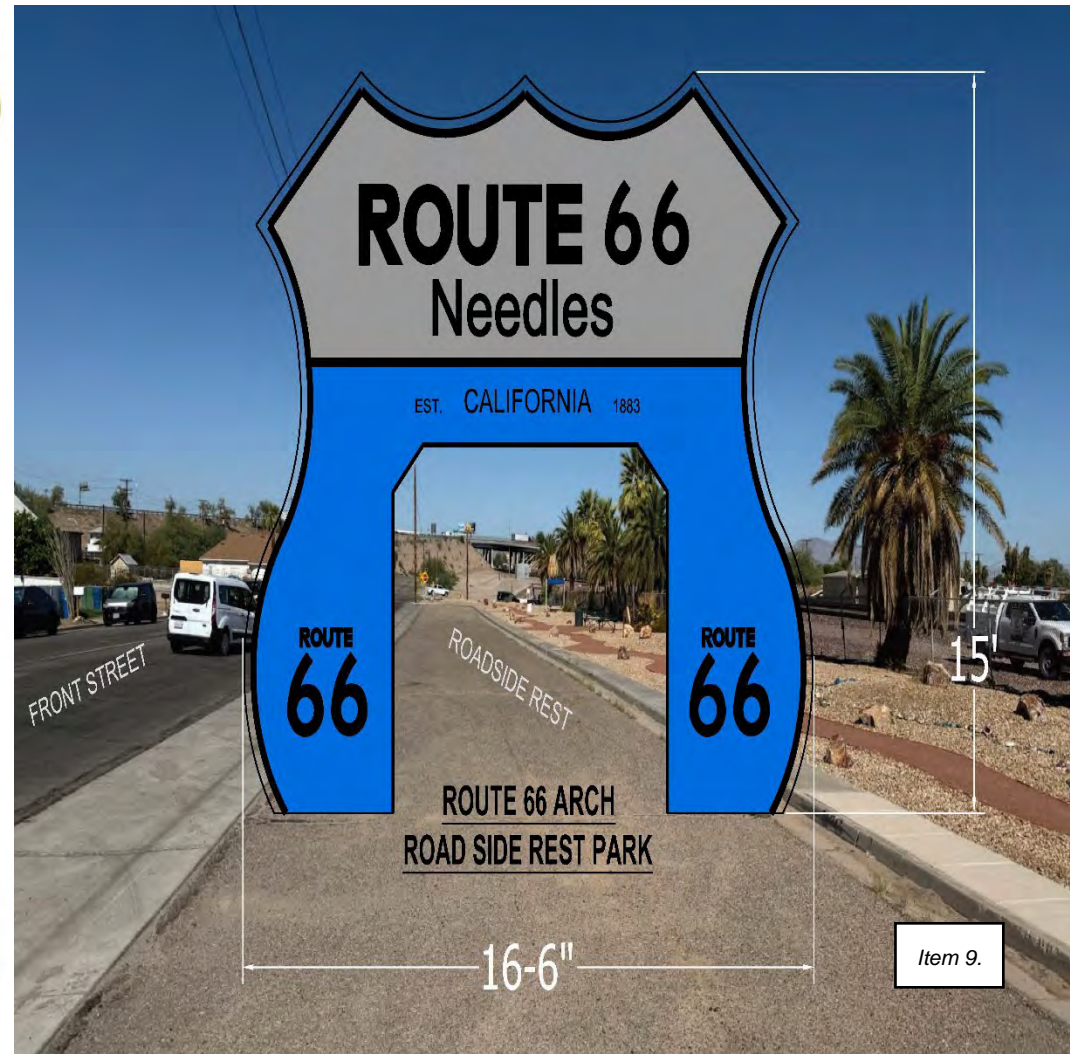 ROUTE 66
Needles
EST. CALIFORNIA 1883
ROUTE
66
ROUTE
66
FRONT STREET
ROADSIDE REST
15'
ROUTE 66 ARCH
ROAD SIDE REST PARK
16-6"
Item 9.